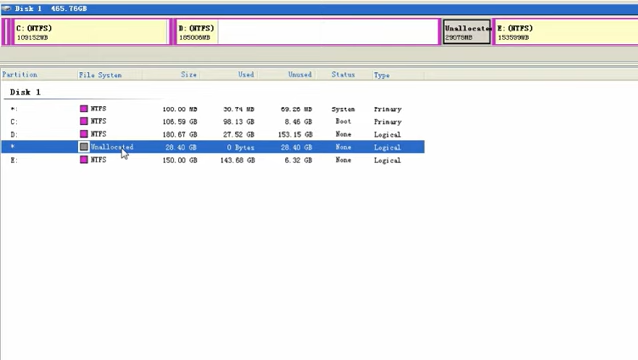 Disk 1 465.76GB
C:(NTFS) D:(NTFS) Unallocated E:(NTFS)
109152MB 185006MB 29078MB 153599MB
Partition File System Size Used Unused Status Type
Disk 1
*: NTFS 100.00 MB 30.74 MB 69.26 MB System Primary
C: NTFS 106.59 GB 98.13 GB 8.46 GB Boot Primary
D: NTFS 180.67 GB 27.52 GB 153.15 GB None Logical
* Unallocated 28.40 GB 0 Bytes 28.40 GB None Logical
E: NTFS 150.00 GB 143.68 GB 6.32 GB None Logical